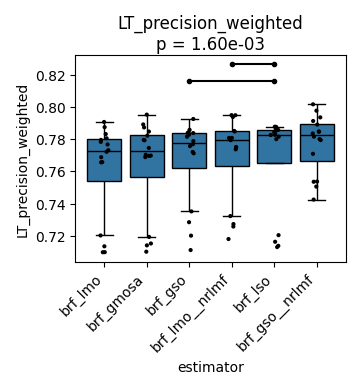 LT_precision_weighted
p = 1.60e-03
LT_precision_weighted
0.82
0.80
0.78
0.76
0.74
0.72
brf_lmo
brf_gmosa
brf_gso
brf_lmo__nrlmf
brf_lso
brf_gso__nrlmf
estimator